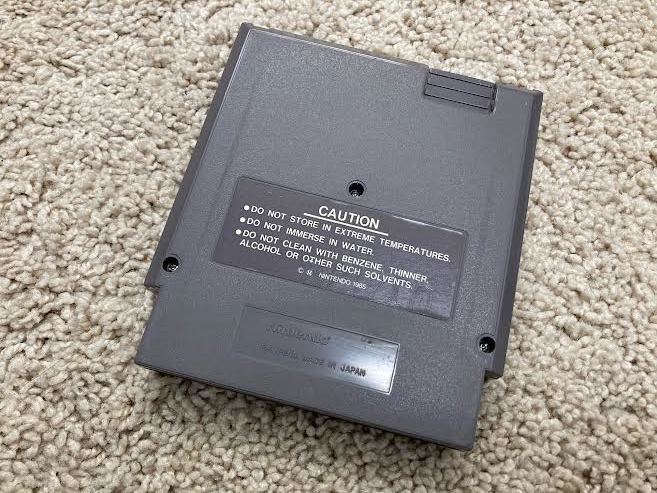 CAUTION
●DO NOT STORE IN EXTREME TEMPERATURES.
●DO NOT IMMERSE IN WATER.
●DO NOT CLEAN WITH BENZENE, THINNER,
ALCOHOL OR OTHER SUCH SOLVENTS.
© NINTENDO 1985
Nintendo
MADE IN JAPAN